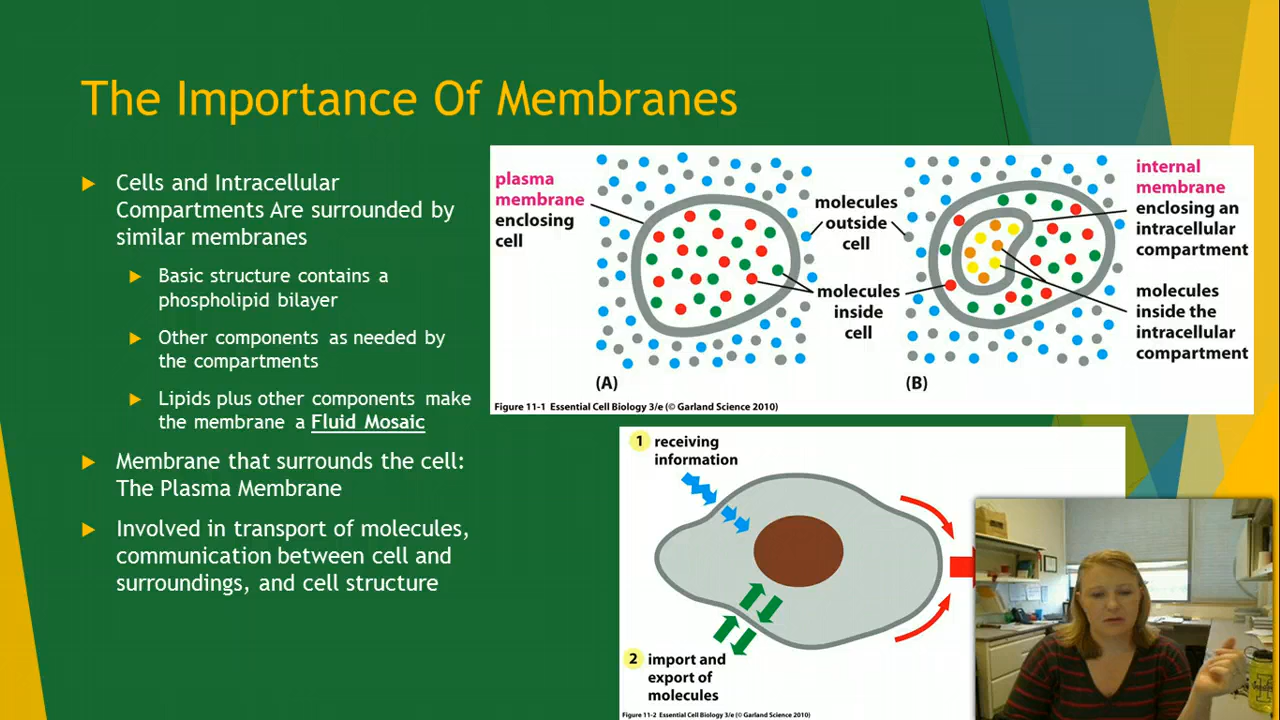 The Importance Of Membranes
Cells and Intracellular
Compartments Are surrounded by
similar membranes
Basic structure contains a
phospholipid bilayer
Other components as needed by
the compartments
Lipids plus other components make
the membrane a Fluid Mosaic
Membrane that surrounds the cell:
The Plasma Membrane
Involved in transport of molecules,
communication between cell and
surroundings, and cell structure
plasma
membrane
enclosing
cell
molecules
outside
cell
molecules
inside
cell
internal
membrane
enclosing an
intracellular
compartment
molecules
inside the
intracellular
compartment
(A)
(B)
Figure 11-1 Essential Cell Biology 3/e (© Garland Science 2010)
1 receiving
information
2 import and
export of
molecules
Figure 11-2 Essential Cell Biology 3/e (© Garland Science 2010)